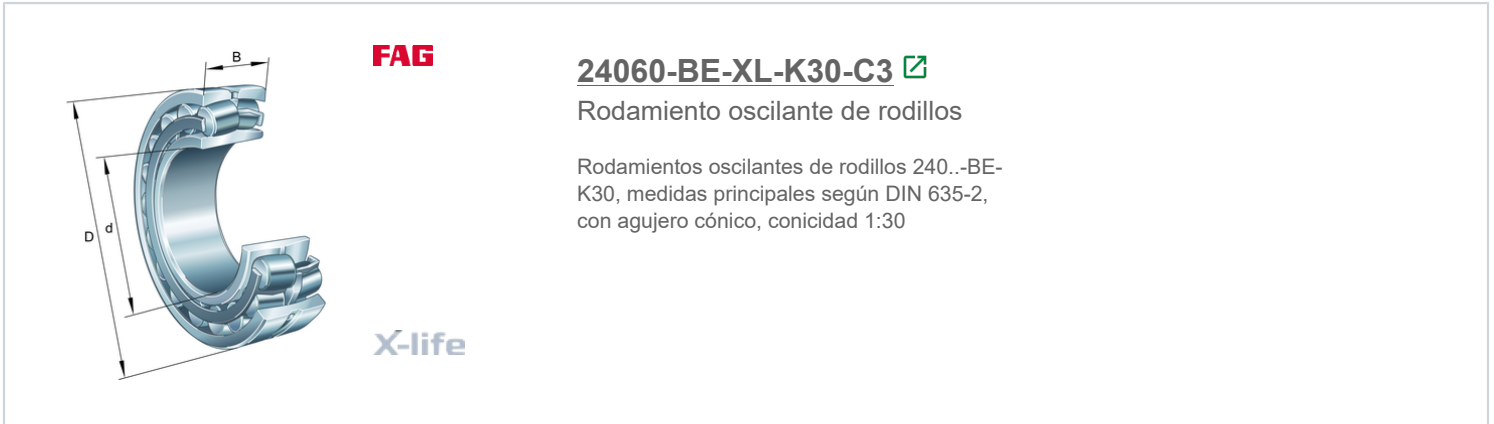 B
D
d
FAG
X-life
24060-BE-XL-K30-C3
Rodamiento oscilante de rodillos
Rodamientos oscilantes de rodillos 240..-BE-
K30, medidas principales según DIN 635-2,
con agujero cónico, conicidad 1:30